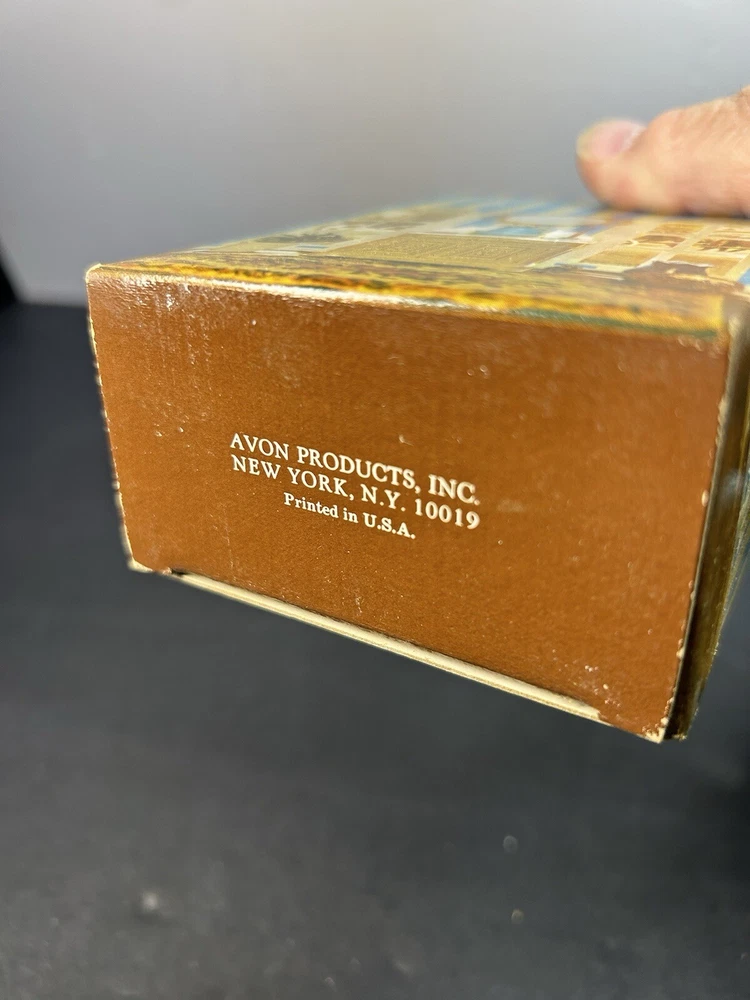 AVON PRODUCTS, INC.
NEW YORK, N.Y. 10019
Printed in U.S.A.